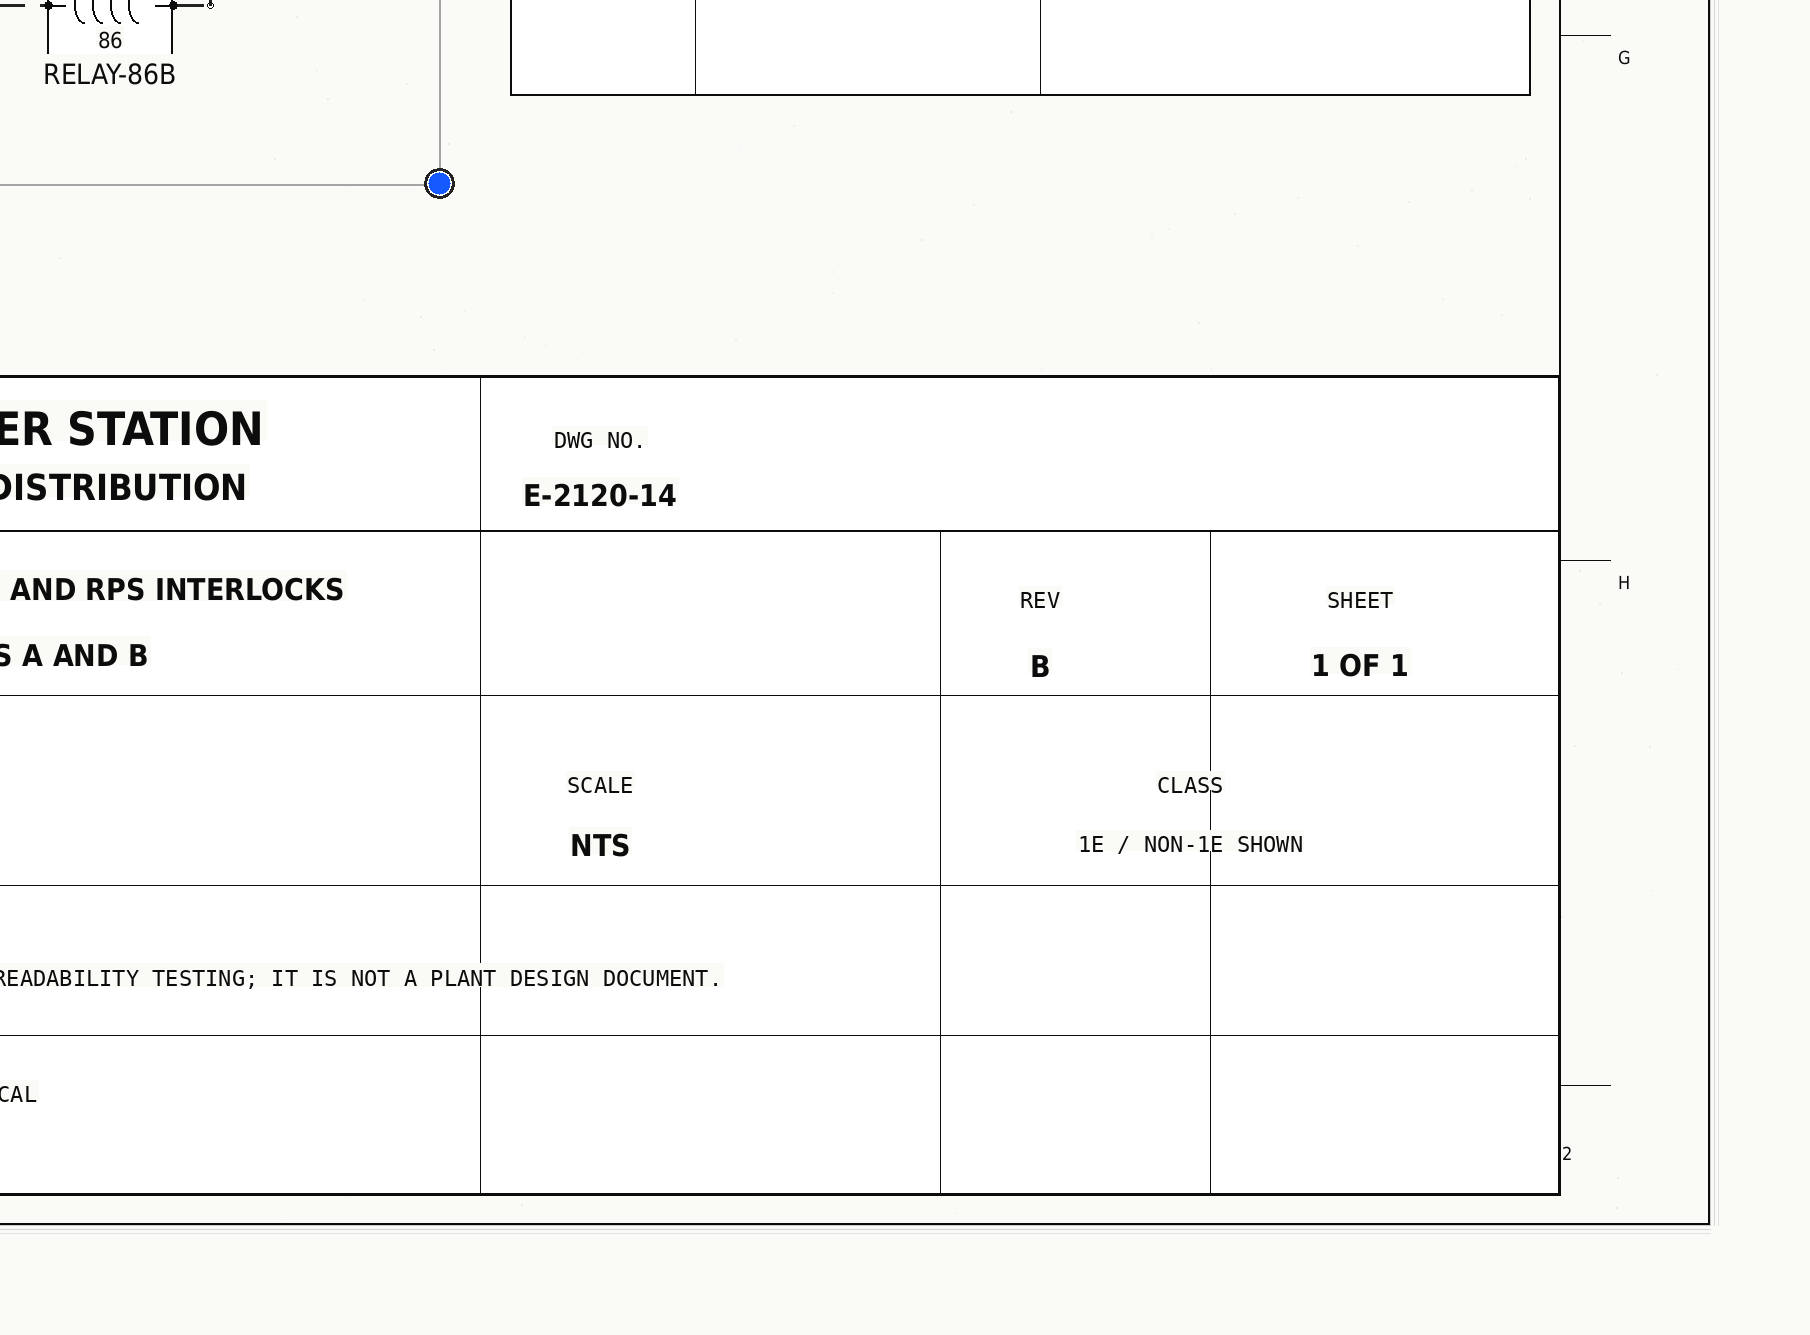 86
RELAY-86B
G
ER STATION
DISTRIBUTION
DWG NO.
E-2120-14
AND RPS INTERLOCKS
S A AND B
REV
B
SHEET
1 OF 1
H
SCALE
NTS
CLASS
1E / NON-1E SHOWN
READABILITY TESTING; IT IS NOT A PLANT DESIGN DOCUMENT.
CAL
2